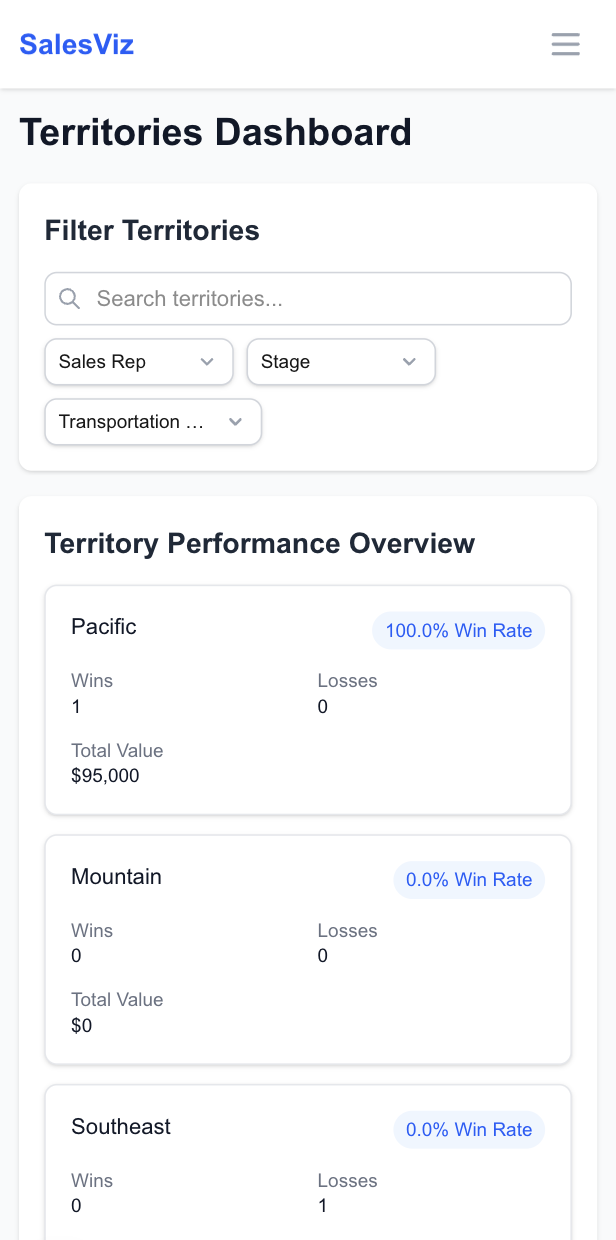 SalesViz
Territories Dashboard
Filter Territories
Search territories...
Sales Rep
Stage
Transportation …
Territory Performance Overview
Pacific
100.0% Win Rate
Wins
Losses
1
0
Total Value
$95,000
Mountain
0.0% Win Rate
Wins
Losses
0
0
Total Value
$0
Southeast
0.0% Win Rate
Wins
Losses
0
1